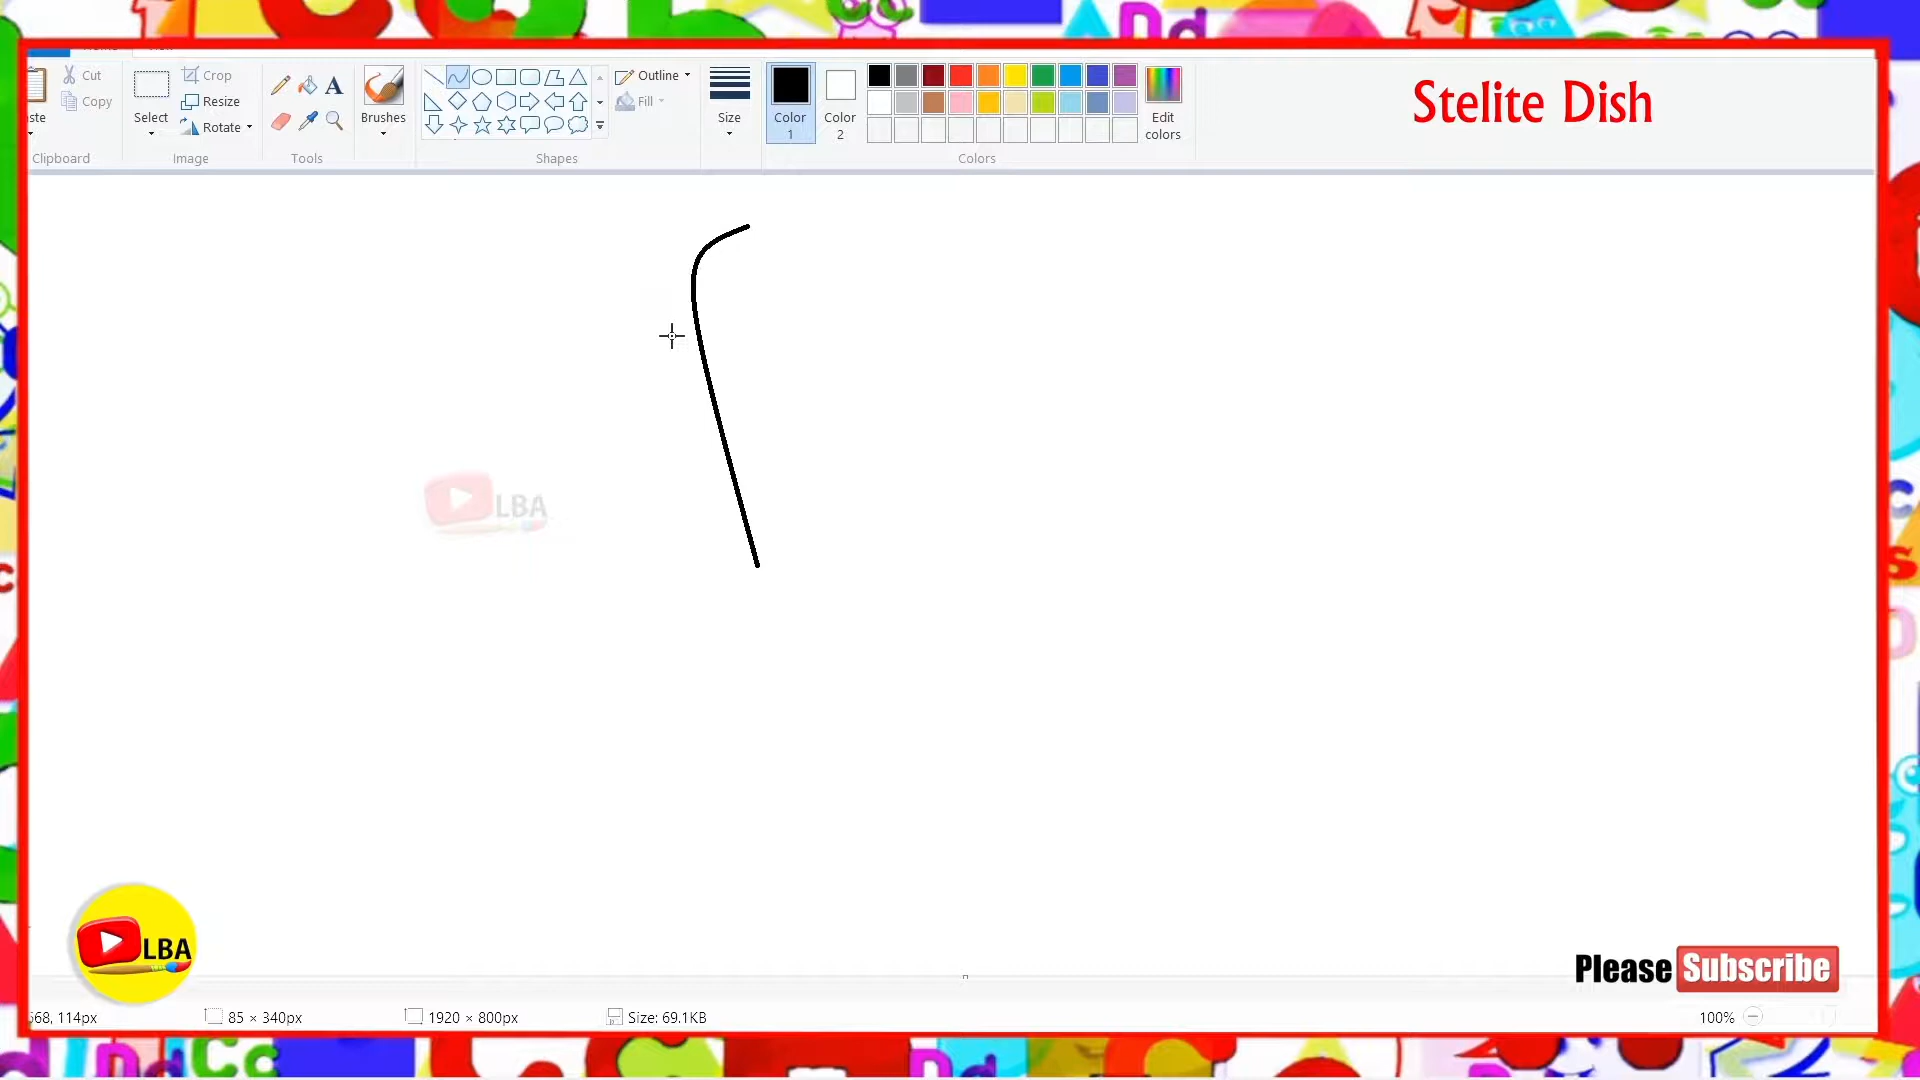 Stelite Dish
Cut
Copy
Clipboard
Select
Crop
Resize
Rotate
Image
Tools
Brushes
Shapes
Outline
Fill
Size
Color 1
Color 2
Edit colors
Colors
LBA
LBA
Please Subscribe
85 × 340px
1920 × 800px
Size: 69.1KB
100%